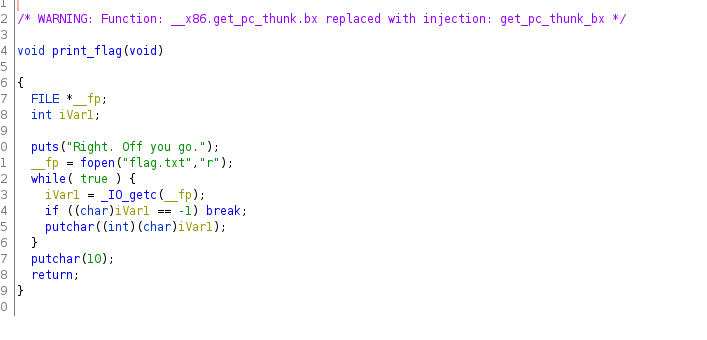 1
2 /* WARNING: Function: __x86.get_pc_thunk.bx replaced with injection: get_pc_thunk_bx */
3
4 void print_flag(void)
5
6 {
7 FILE *__fp;
8 int iVar1;
9
0 puts("Right. Off you go.");
1 __fp = fopen("flag.txt","r");
2 while( true ) {
3 iVar1 = _IO_getc(__fp);
4 if ((char)iVar1 == -1) break;
5 putchar((int)(char)iVar1);
6 }
7 putchar(10);
8 return;
9 }
0